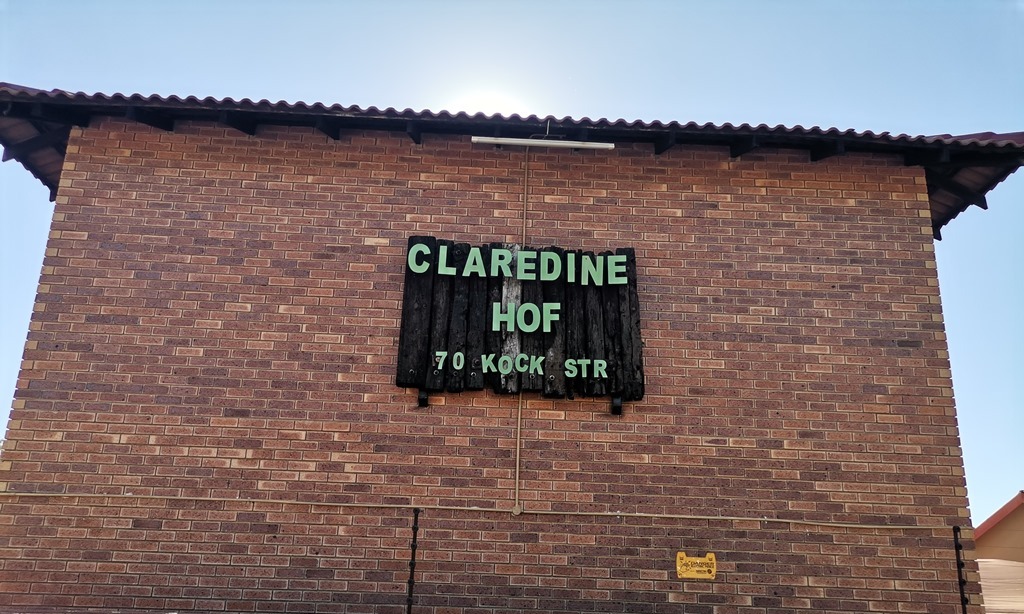 CLAREDINE
HOF
70 KOCK STR